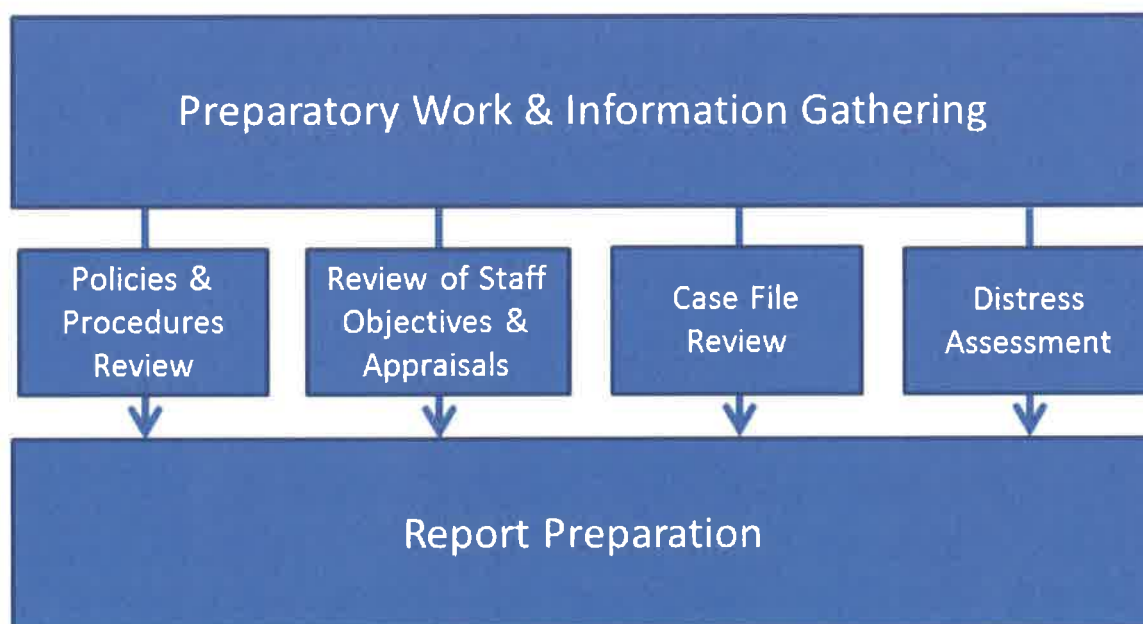 Preparatory Work & Information Gathering
Policies &
Procedures
Review
Review of Staff
Objectives &
Appraisals
Case File
Review
Distress
Assessment
Report Preparation